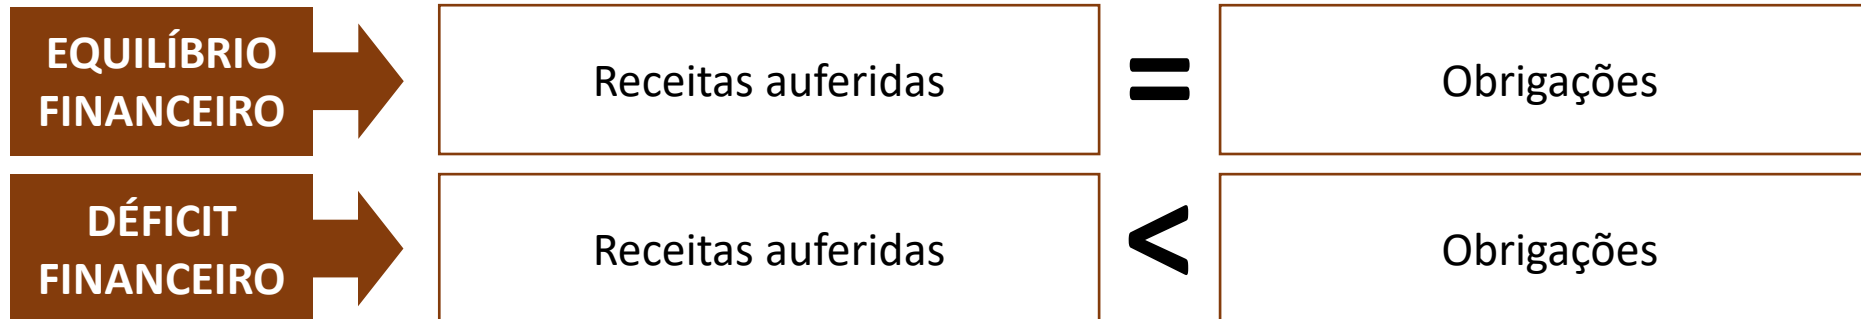 EQUILÍBRIO
FINANCEIRO
Receitas auferidas = Obrigações
DÉFICIT
FINANCEIRO
Receitas auferidas < Obrigações